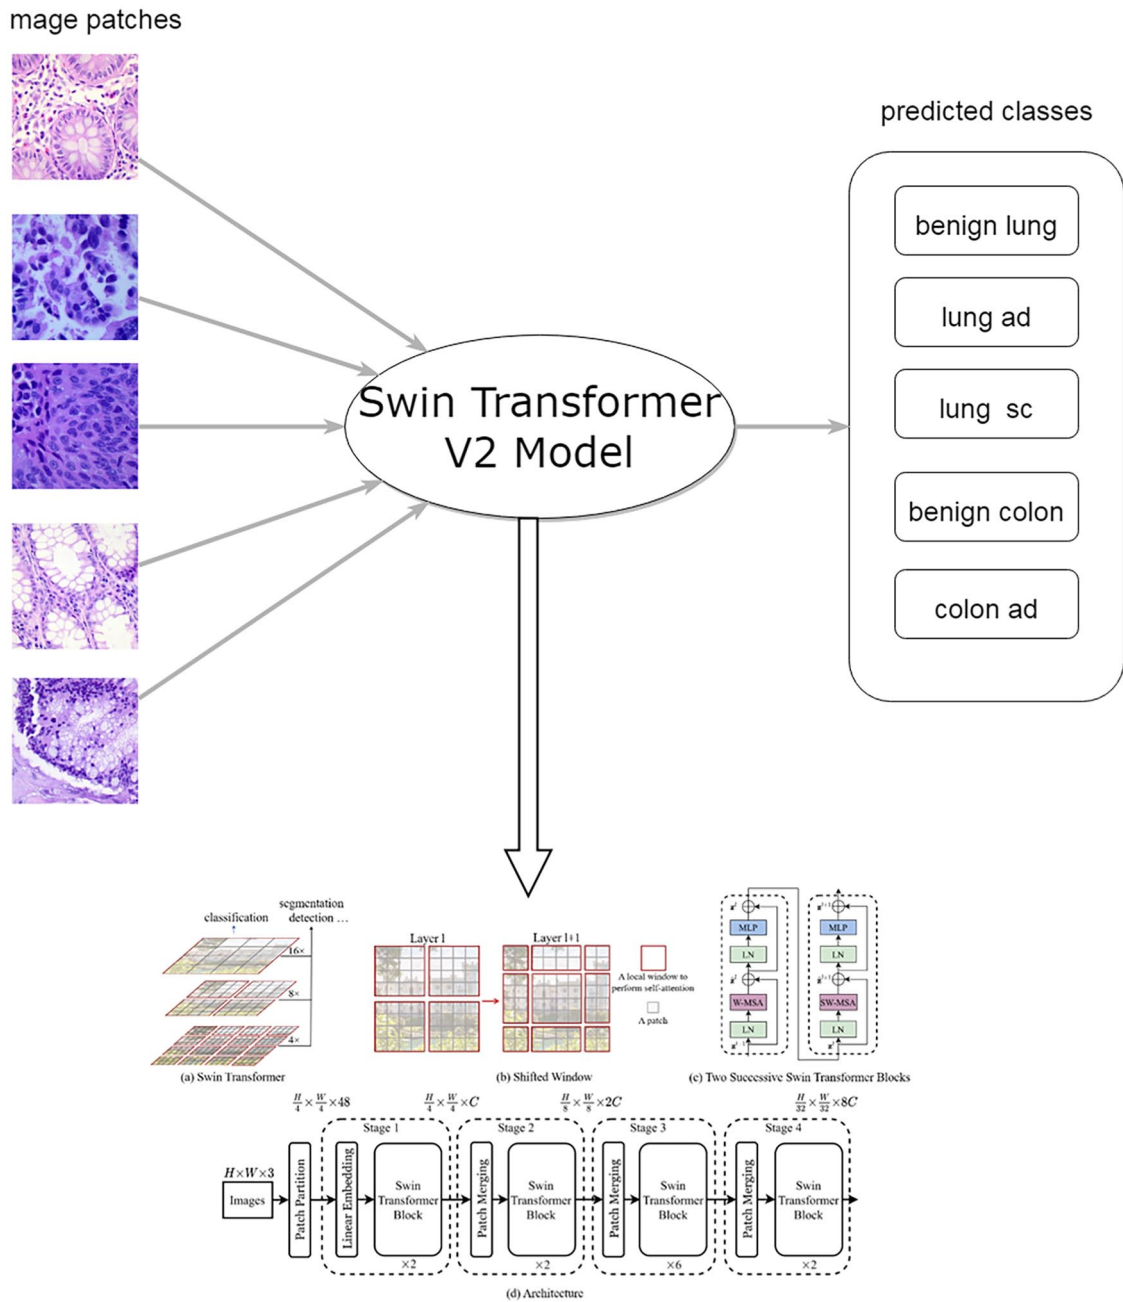 mage patches
predicted classes
benign lung
lung ad
lung sc
benign colon
colon ad
Swin Transformer
V2 Model
segmentation
classification detection ...
16×
8×
4×
(a) Swin Transformer
Layer l
Layer l+1
A local window to
perform self-attention
A patch
(b) Shifted Window
MLP
LN
W-MSA
LN
MLP
LN
SW-MSA
LN
(c) Two Successive Swin Transformer Blocks
H/4 × W/4 × 48
H/4 × W/4 × C
H/8 × W/8 × 2C
H/32 × W/32 × 8C
Stage 1
Stage 2
Stage 3
Stage 4
H×W×3
Images
Patch Partition
Linear Embedding
Swin
Transformer
Block
×2
Patch Merging
Swin
Transformer
Block
×2
Patch Merging
Swin
Transformer
Block
×6
Patch Merging
Swin
Transformer
Block
×2
(d) Architecture